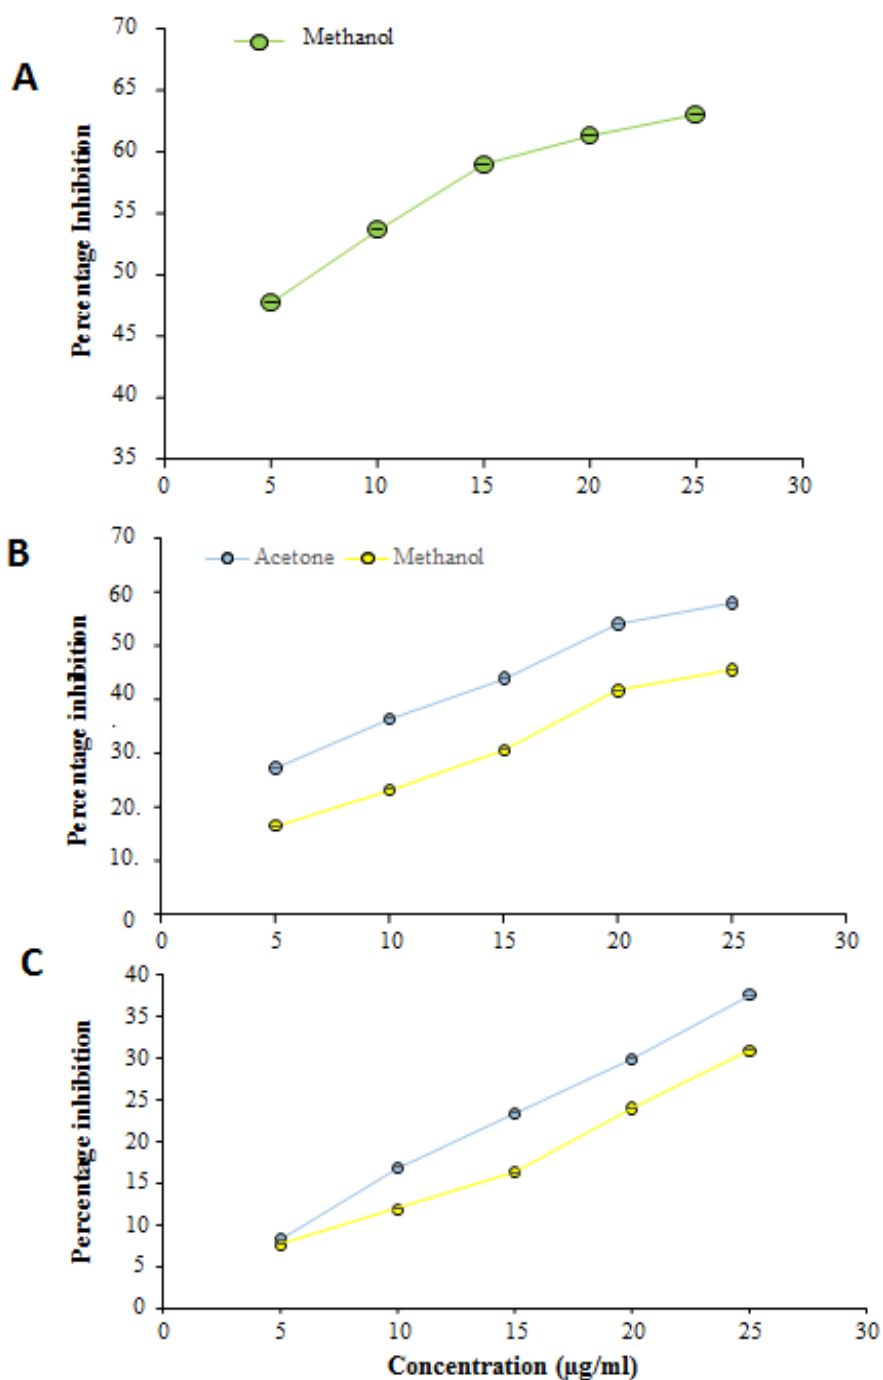 A
Methanol
Percentage Inhibition
70
65
60
55
50
45
40
35
0 5 10 15 20 25 30
B
Acetone Methanol
Percentage inhibition
70
60
50
40
30.
20.
10.
0
0 5 10 15 20 25 30
C
Percentage inhibition
40
35
30
25
20
15
10
5
0
0 5 10 15 20 25 30
Concentration (µg/ml)